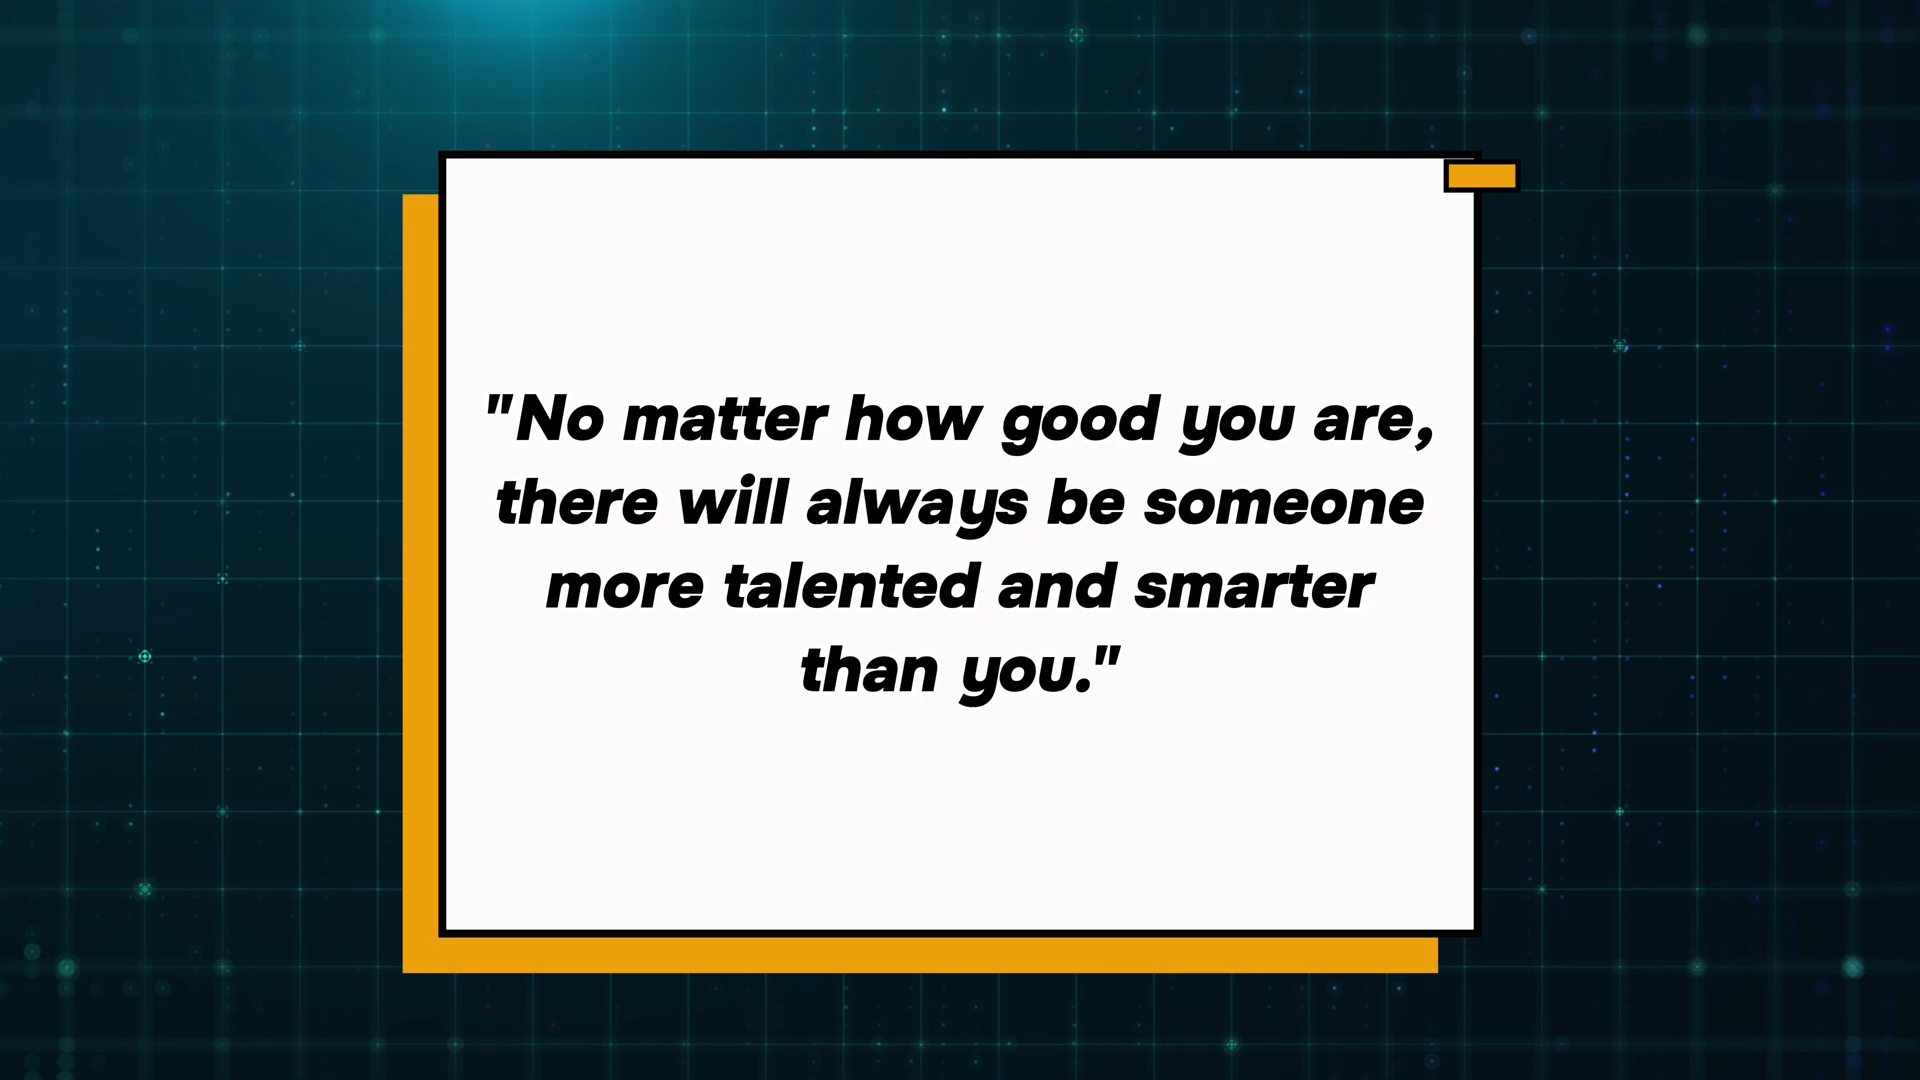 "No matter how good you are,
there will always be someone
more talented and smarter
than you."